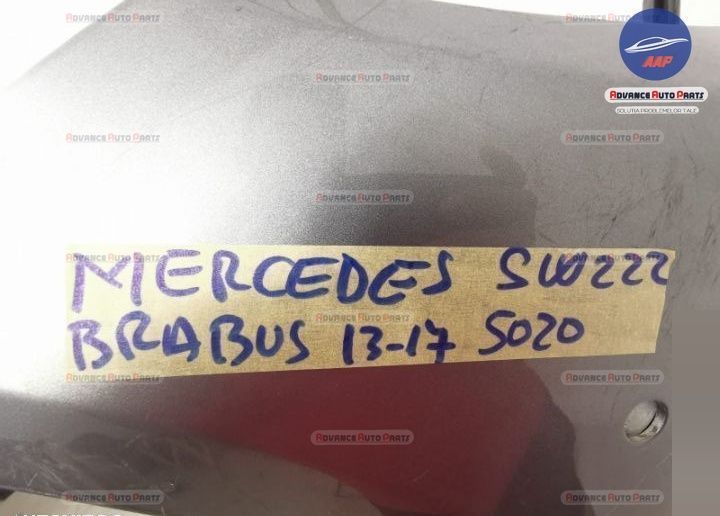 AAP
ADVANCE AUTO PARTS
SOLUTIA PROBLEMELOR TALE
MERCEDES SW222
BRABUS 13-17 5020